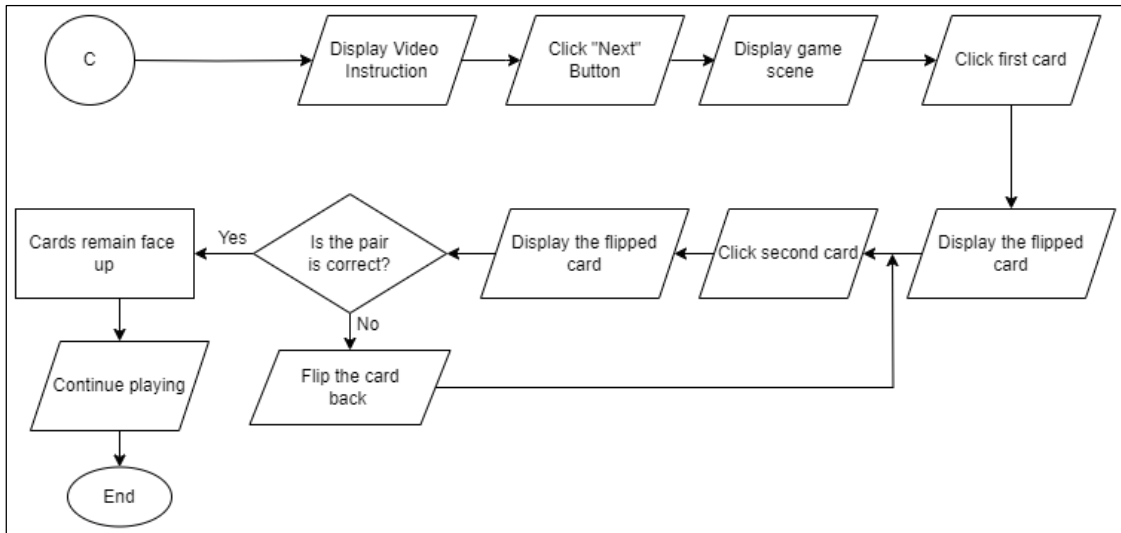 C
Display Video
Instruction
Click "Next"
Button
Display game
scene
Click first card
Display the flipped
card
Click second card
Display the flipped
card
Is the pair
is correct?
Yes
Cards remain face
up
No
Flip the card
back
Continue playing
End